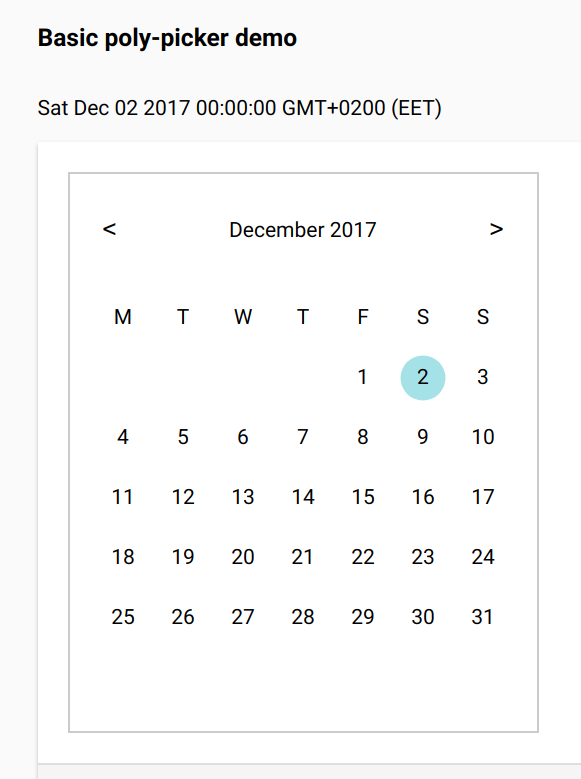 Basic poly-picker demo
Sat Dec 02 2017 00:00:00 GMT+0200 (EET)
< December 2017 >
M T W T F S S
1 2 3
4 5 6 7 8 9 10
11 12 13 14 15 16 17
18 19 20 21 22 23 24
25 26 27 28 29 30 31